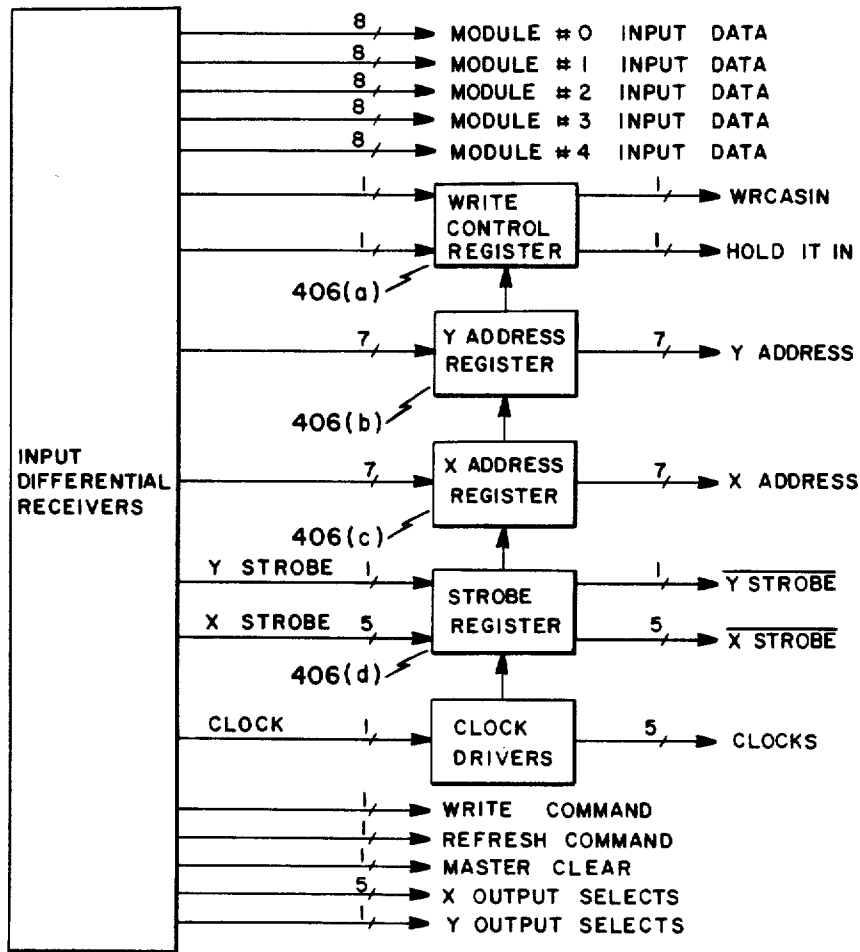 8 MODULE #0 INPUT DATA
8 MODULE #1 INPUT DATA
8 MODULE #2 INPUT DATA
8 MODULE #3 INPUT DATA
8 MODULE #4 INPUT DATA
1 WRITE 1 WRCASIN
CONTROL
1 REGISTER 1 HOLD IT IN
406(a)
7 Y ADDRESS 7 Y ADDRESS
REGISTER
406(b)
INPUT
DIFFERENTIAL
RECEIVERS
7 X ADDRESS 7 X ADDRESS
REGISTER
406(c)
Y STROBE 1 STROBE 1 Y STROBE
X STROBE 5 REGISTER 5 X STROBE
406(d)
CLOCK 1 CLOCK 5 CLOCKS
DRIVERS
1 WRITE COMMAND
1 REFRESH COMMAND
1 MASTER CLEAR
5 X OUTPUT SELECTS
1 Y OUTPUT SELECTS